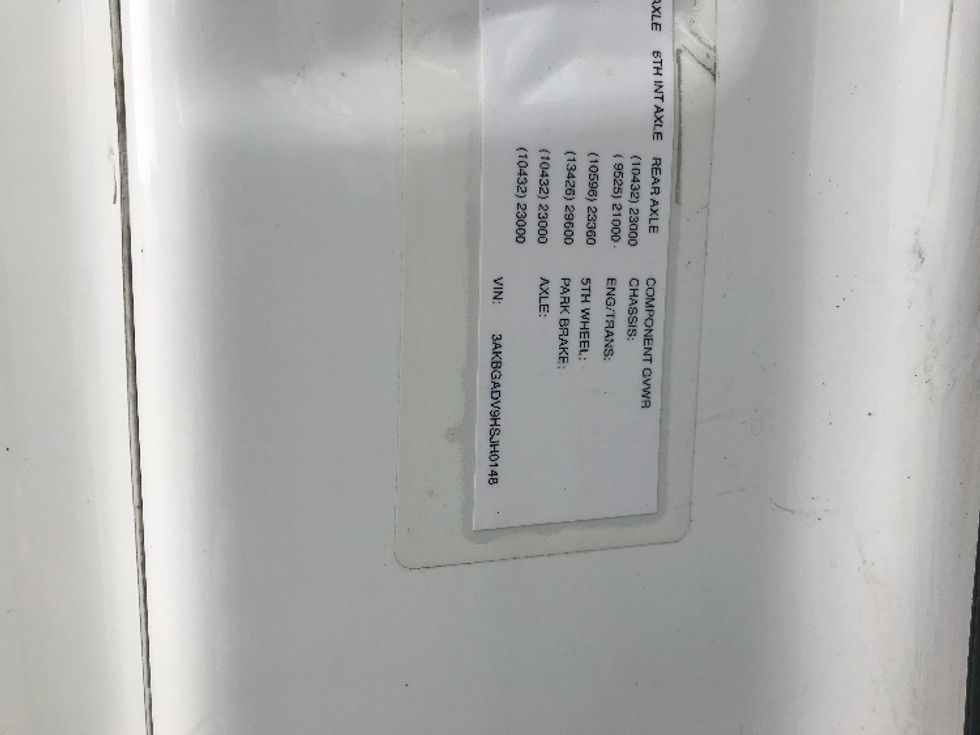 AXLE 6TH INT AXLE REAR AXLE COMPONENT GVWR
(10432) 23000 CHASSIS:
( 9525) 21000 ENG/TRANS:
(10596) 23360 5TH WHEEL:
(13426) 29600 PARK BRAKE:
(10432) 23000 AXLE:
(10432) 23000
VIN: 3AKBGADV9HSJH0148